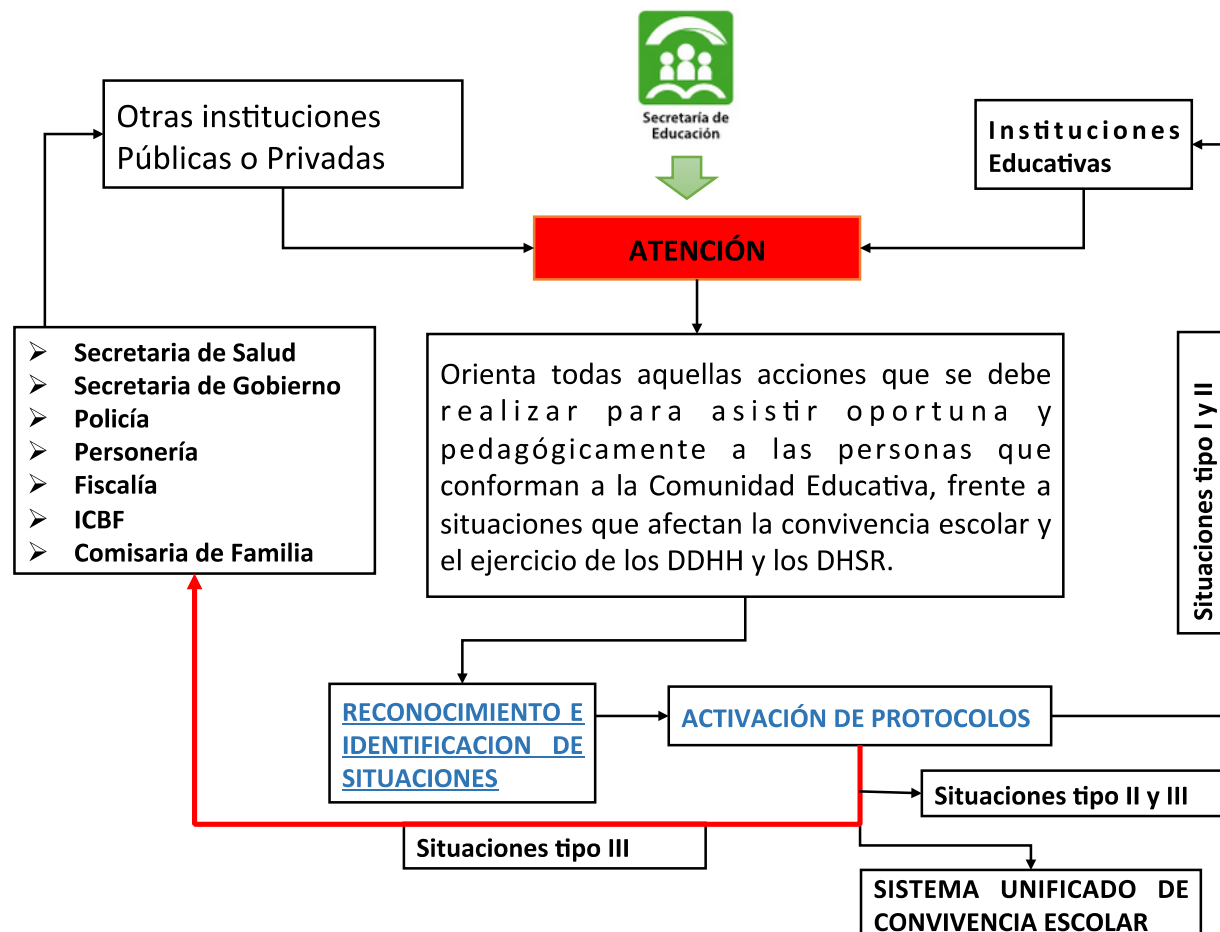 Secretaría de
Educación
Otras instituciones
Públicas o Privadas
Instituciones
Educativas
ATENCIÓN
Secretaria de Salud
Secretaria de Gobierno
Policía
Personería
Fiscalía
ICBF
Comisaria de Familia
Orienta todas aquellas acciones que se debe
realizar para asistir oportuna y
pedagógicamente a las personas que
conforman a la Comunidad Educativa, frente a
situaciones que afectan la convivencia escolar y
el ejercicio de los DDHH y los DHSR.
Situaciones tipo I y II
RECONOCIMIENTO E
IDENTIFICACION DE
SITUACIONES
ACTIVACIÓN DE PROTOCOLOS
Situaciones tipo II y III
Situaciones tipo III
SISTEMA UNIFICADO DE
CONVIVENCIA ESCOLAR